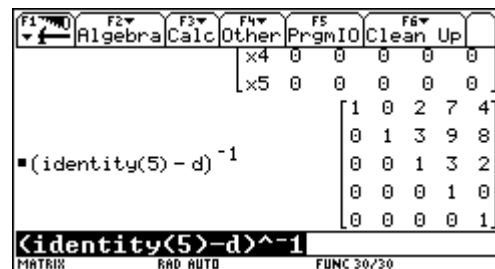 F1 F2 F3 F4 F5 F6
Algebra Calc Other PrgmIO Clean Up
x4 0 0 0 0 0
x5 0 0 0 0 0
1 0 2 7 4
0 1 3 9 8
(identity(5) - d)⁻¹ 0 0 1 3 2
0 0 0 1 0
0 0 0 0 1
(identity(5)-d)^-1
MATRIX RAD AUTO FUNC 30/30